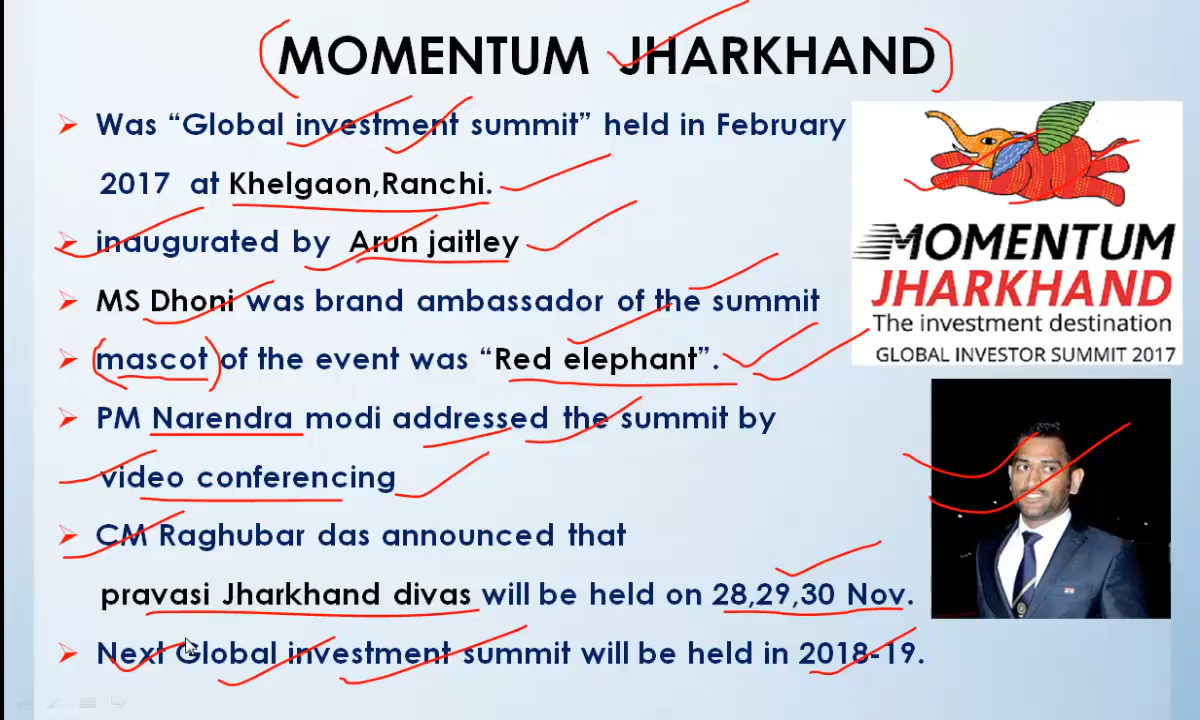 MOMENTUM JHARKHAND
Was “Global investment summit” held in February
2017 at Khelgaon,Ranchi.
inaugurated by Arun jaitley
MS Dhoni was brand ambassador of the summit
mascot of the event was “Red elephant”.
PM Narendra modi addressed the summit by
video conferencing
CM Raghubar das announced that
pravasi Jharkhand divas will be held on 28,29,30 Nov.
Next Global investment summit will be held in 2018-19.
MOMENTUM
JHARKHAND
The investment destination
GLOBAL INVESTOR SUMMIT 2017